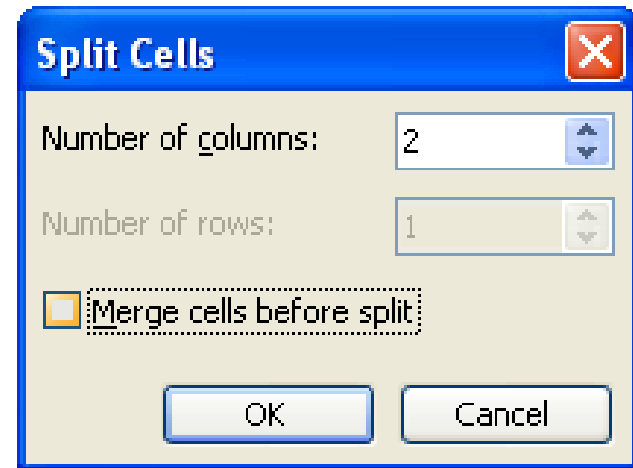 Split Cells
Number of columns: 2
Number of rows: 1
Merge cells before split
OK Cancel